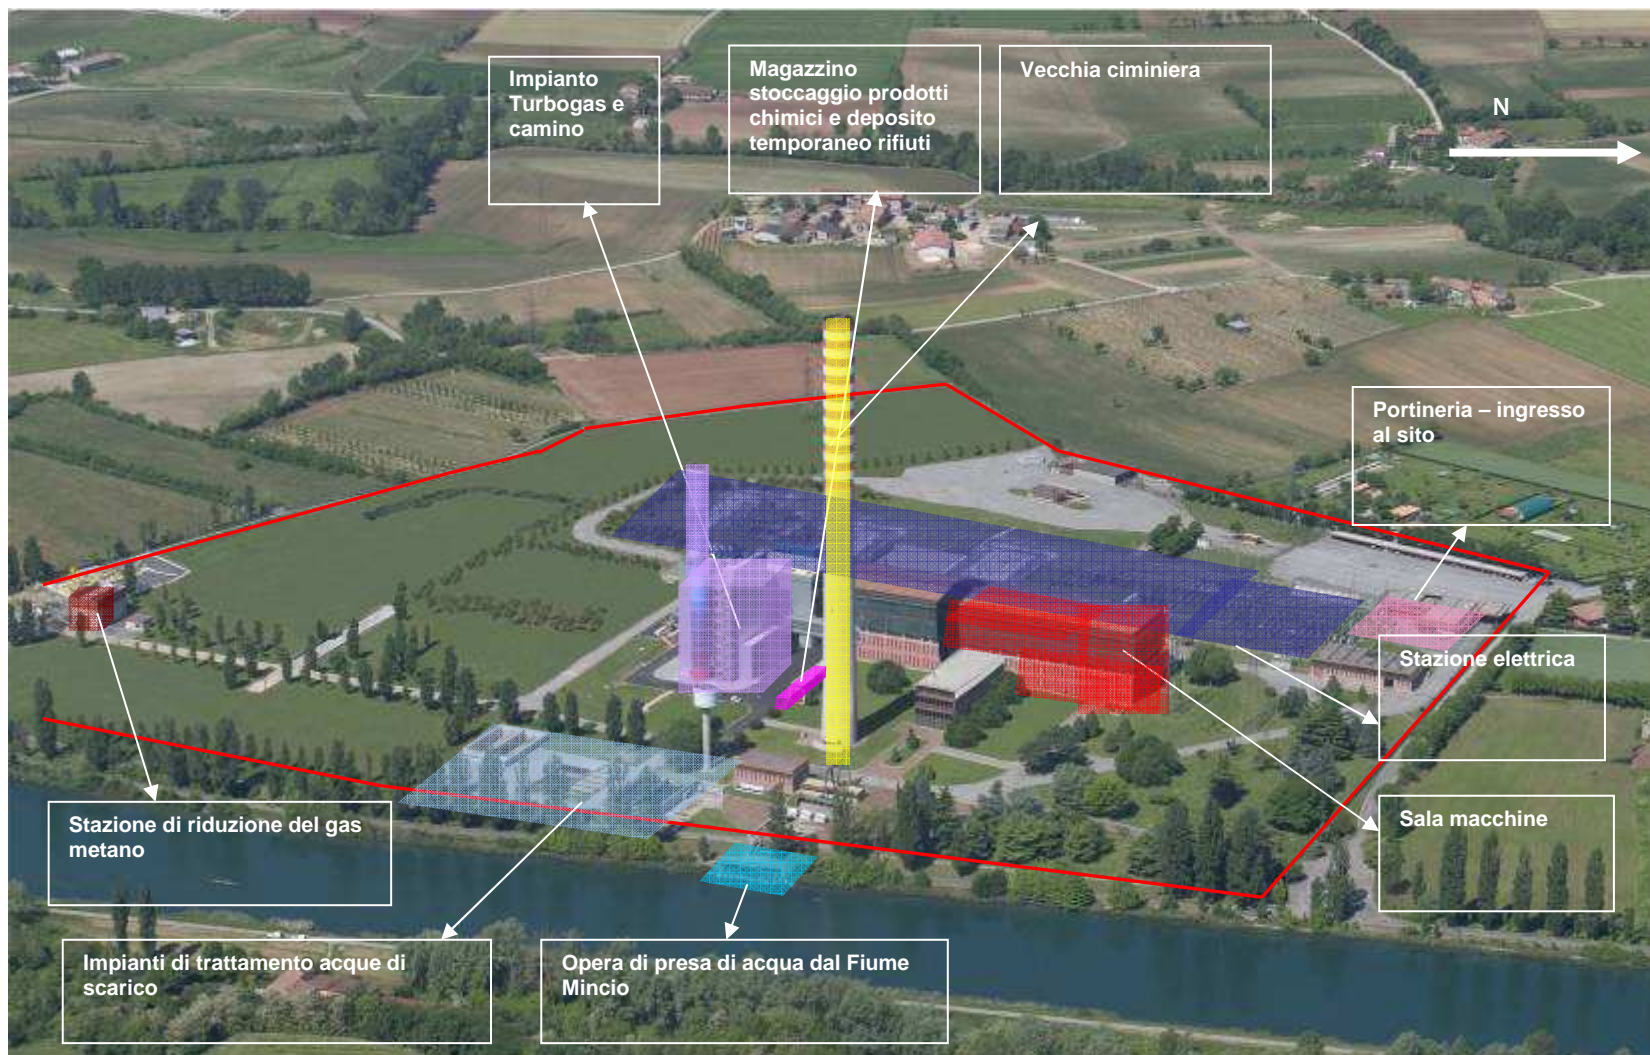 Impianto
Turbogas e
camino
Magazzino
stoccaggio prodotti
chimici e deposito
temporaneo rifiuti
Vecchia ciminiera
N
Portineria – ingresso
al sito
Stazione elettrica
Sala macchine
Stazione di riduzione del gas
metano
Impianti di trattamento acque di
scarico
Opera di presa di acqua dal Fiume
Mincio